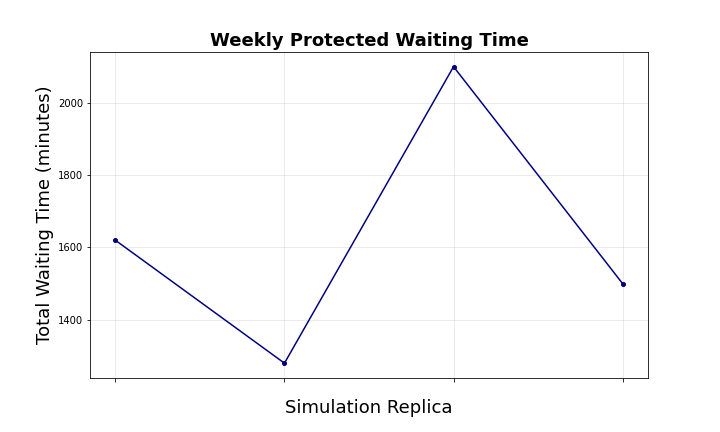 Weekly Protected Waiting Time
Total Waiting Time (minutes)
2000
1800
1600
1400
Simulation Replica